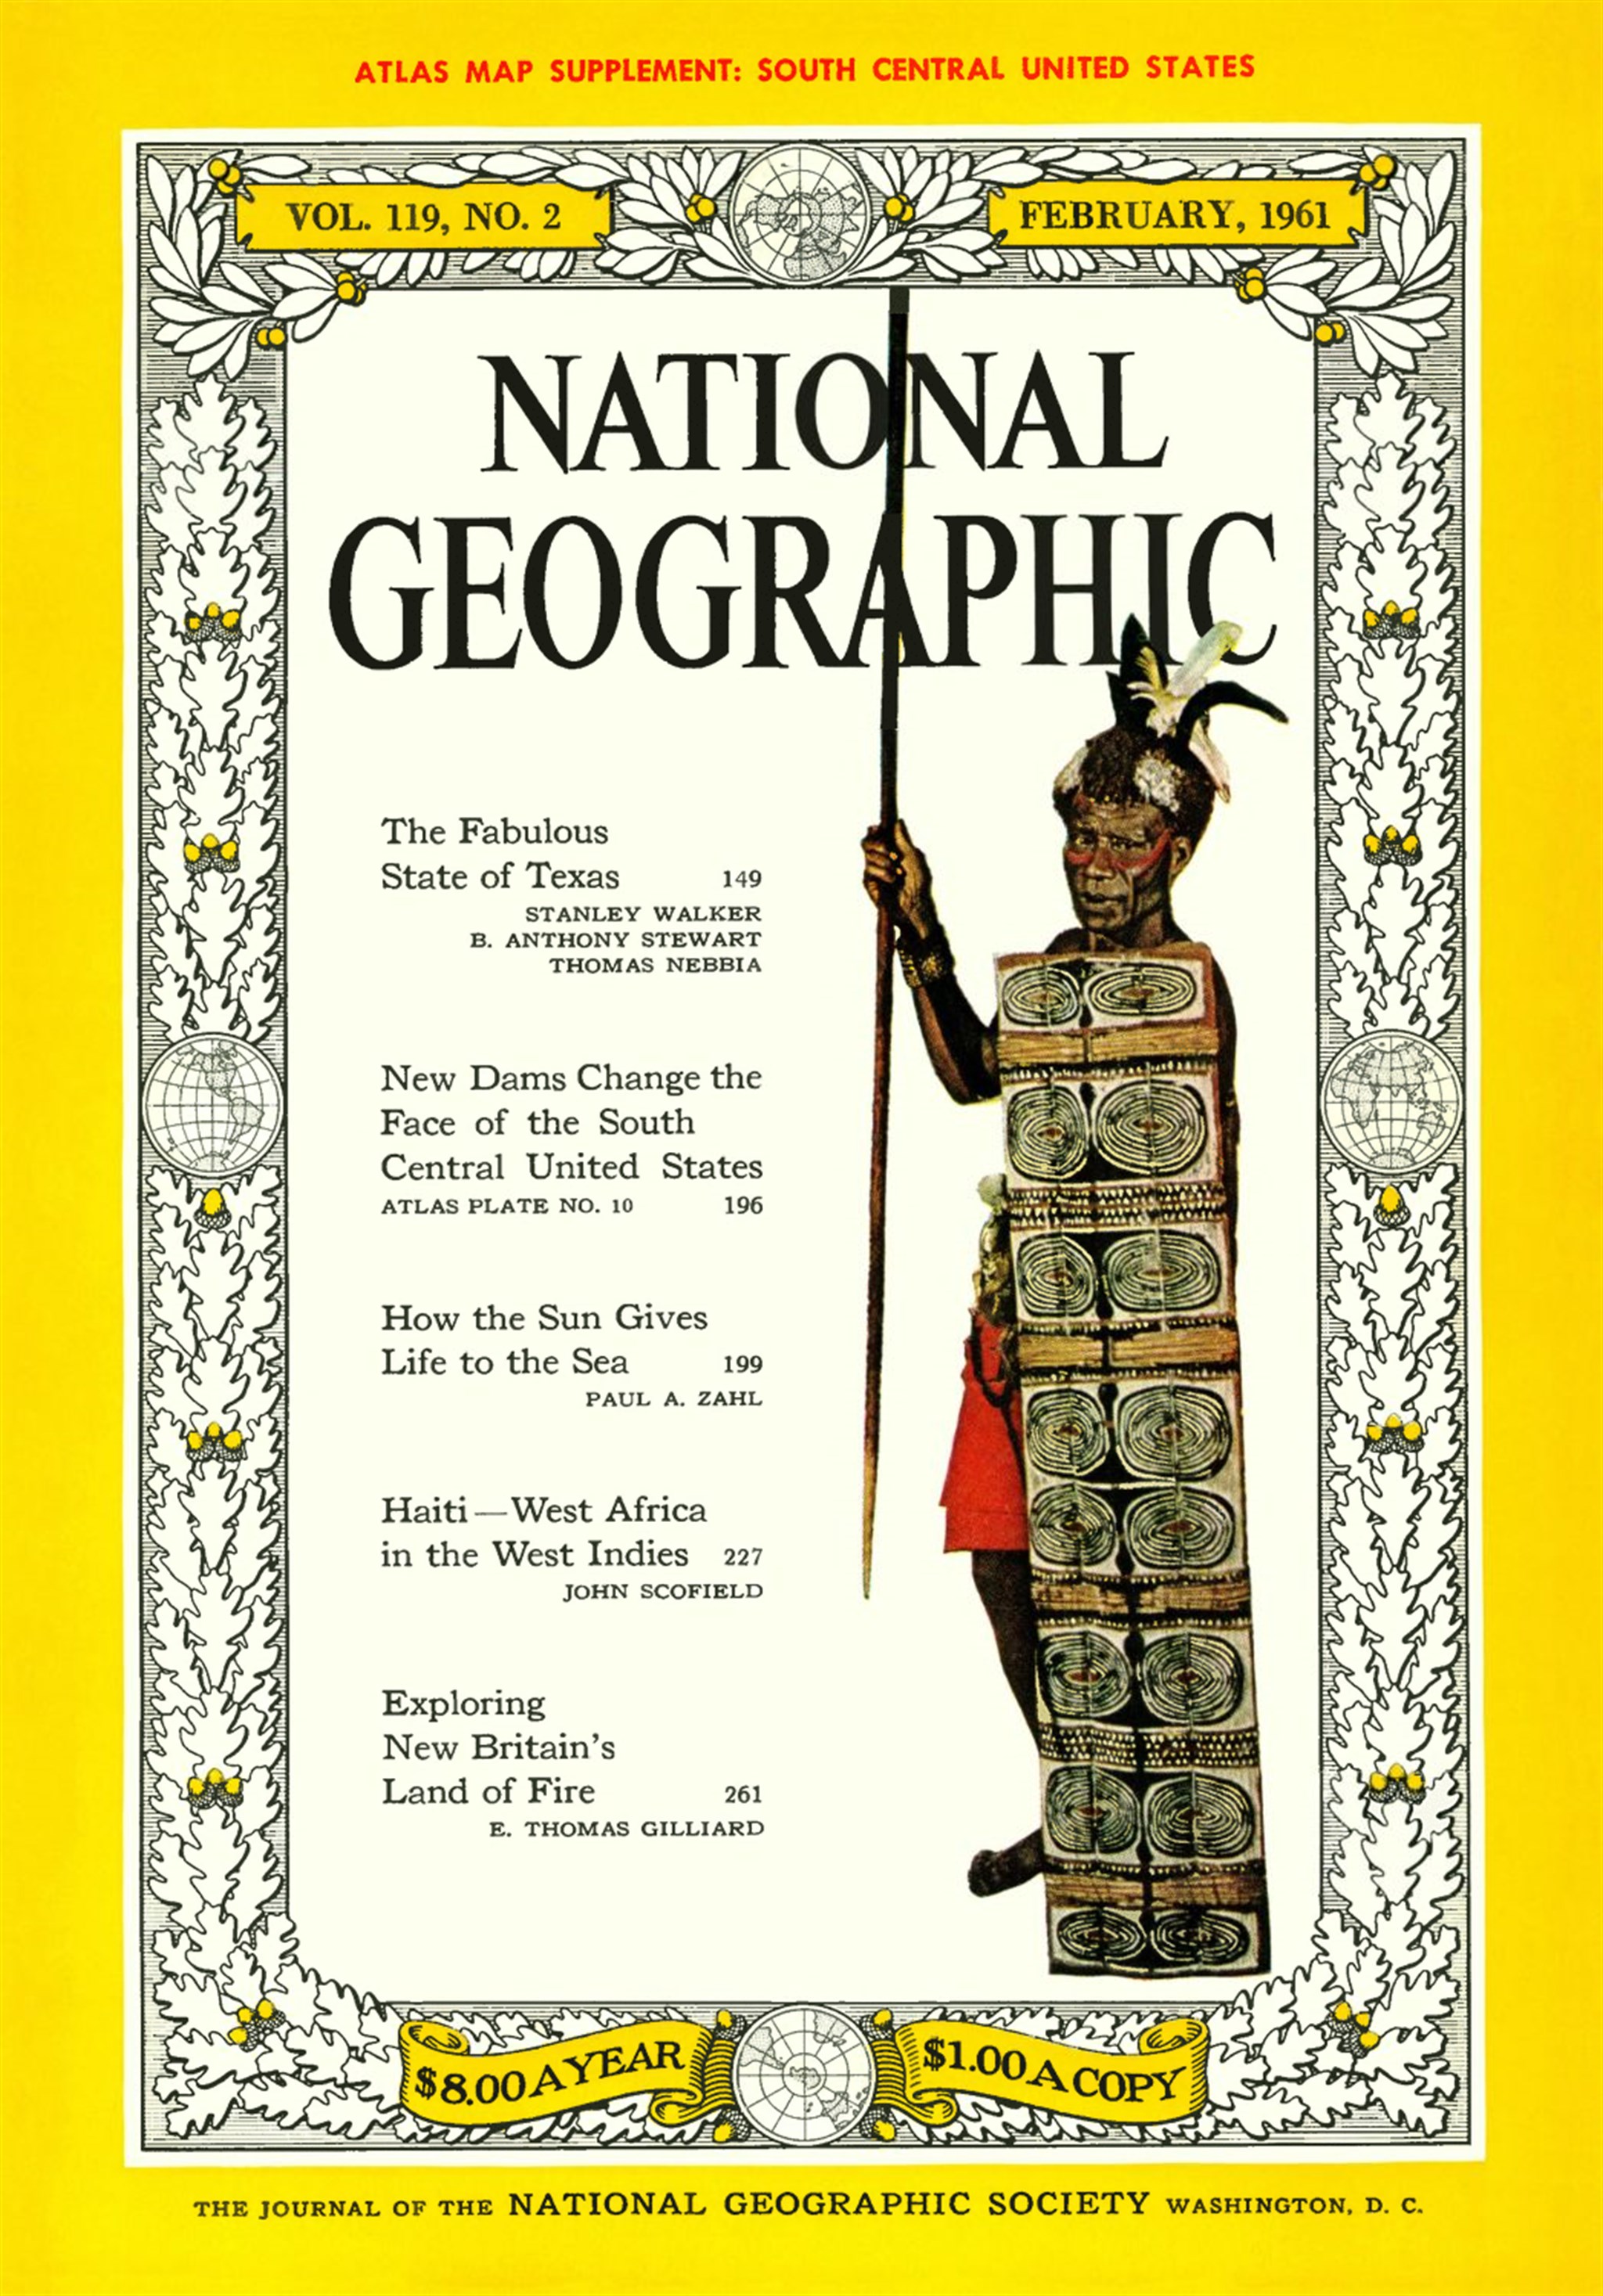 ATLAS MAP SUPPLEMENT: SOUTH CENTRAL UNITED STATES
VOL. 119, NO. 2
FEBRUARY, 1961
NATIONAL
GEOGRAPHIC
The Fabulous
State of Texas 149
STANLEY WALKER
B. ANTHONY STEWART
THOMAS NEBBIA
New Dams Change the
Face of the South
Central United States
ATLAS PLATE NO. 10 196
How the Sun Gives
Life to the Sea 199
PAUL A. ZAHL
Haiti—West Africa
in the West Indies 227
JOHN SCOFIELD
Exploring
New Britain's
Land of Fire 261
E. THOMAS GILLIARD
$8.00 A YEAR
$1.00 A COPY
THE JOURNAL OF THE NATIONAL GEOGRAPHIC SOCIETY WASHINGTON, D. C.